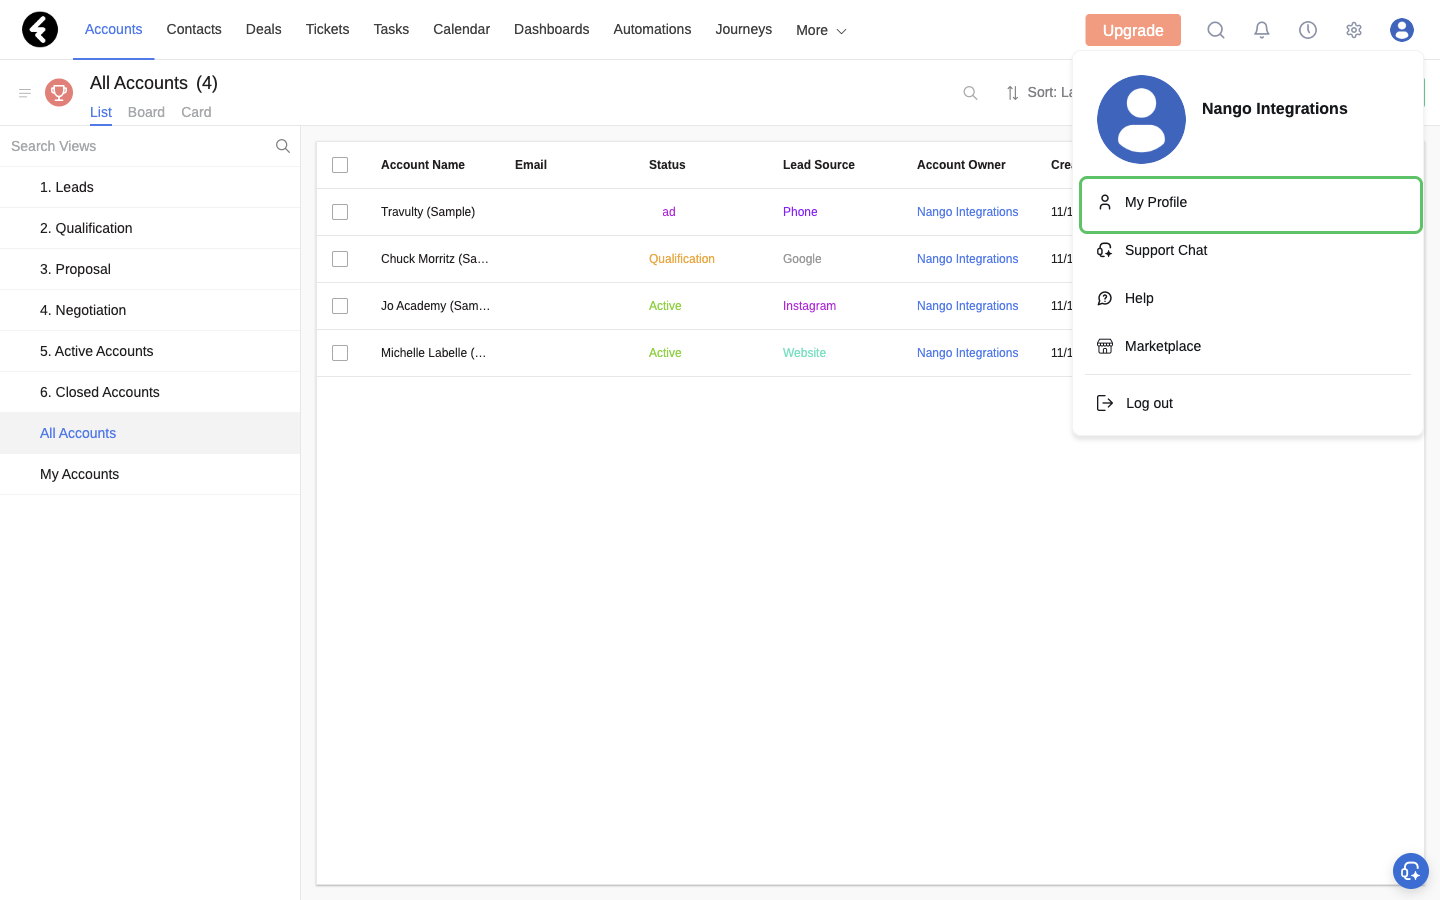 Accounts Contacts Deals Tickets Tasks Calendar Dashboards Automations Journeys More Upgrade
All Accounts (4)
List Board Card
Sort: La
Nango Integrations
My Profile
Support Chat
Help
Marketplace
Log out
Search Views
1. Leads
2. Qualification
3. Proposal
4. Negotiation
5. Active Accounts
6. Closed Accounts
All Accounts
My Accounts
Account Name Email Status Lead Source Account Owner Crea
Travulty (Sample) ad Phone Nango Integrations 11/1
Chuck Morritz (Sa… Qualification Google Nango Integrations 11/1
Jo Academy (Sam… Active Instagram Nango Integrations 11/1
Michelle Labelle (… Active Website Nango Integrations 11/1